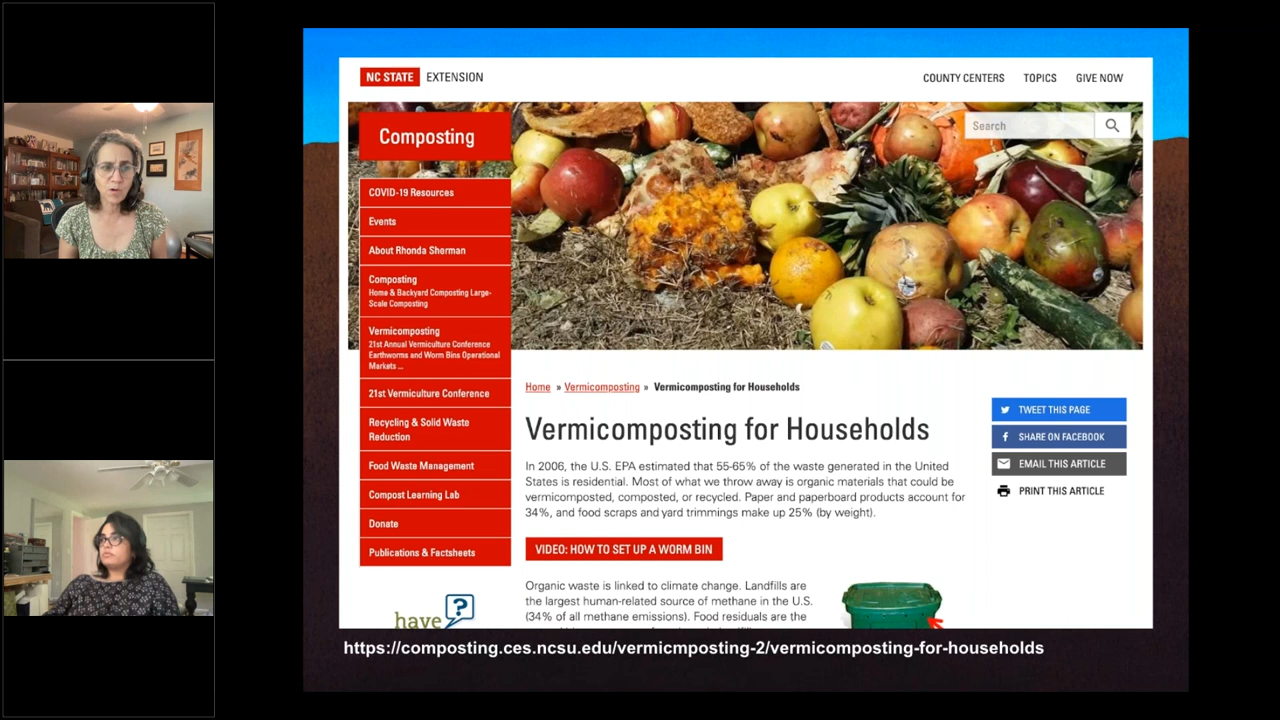 NC STATE EXTENSION
COUNTY CENTERS TOPICS GIVE NOW
Composting
Search
COVID-19 Resources
Events
About Rhonda Sherman
Composting
Home & Backyard Composting Large-
Scale Composting
Vermicomposting
21st Annual Vermiculture Conference
Earthworms and Worm Bins Operational
Markets ...
21st Vermiculture Conference
Recycling & Solid Waste
Reduction
Food Waste Management
Compost Learning Lab
Donate
Publications & Factsheets
have
?
Home » Vermicomposting » Vermicomposting for Households
Vermicomposting for Households
In 2006, the U.S. EPA estimated that 55-65% of the waste generated in the United
States is residential. Most of what we throw away is organic materials that could be
vermicomposted, composted, or recycled. Paper and paperboard products account for
34%, and food scraps and yard trimmings make up 25% (by weight).
VIDEO: HOW TO SET UP A WORM BIN
Organic waste is linked to climate change. Landfills are
the largest human-related source of methane in the U.S.
(34% of all methane emissions). Food residuals are the
TWEET THIS PAGE
SHARE ON FACEBOOK
EMAIL THIS ARTICLE
PRINT THIS ARTICLE
https://composting.ces.ncsu.edu/vermicmposting-2/vermicomposting-for-households